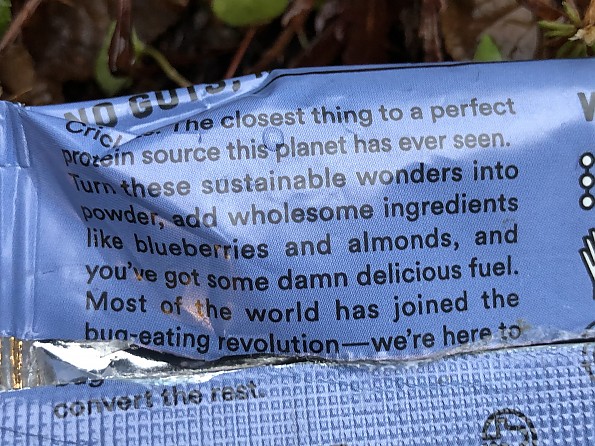 NO GUTS,
The closest thing to a perfect
protein source this planet has ever seen.
Turn these sustainable wonders into
powder, add wholesome ingredients
like blueberries and almonds, and
you've got some damn delicious fuel.
Most of the world has joined the
bug-eating revolution—we're here to
convert the rest.